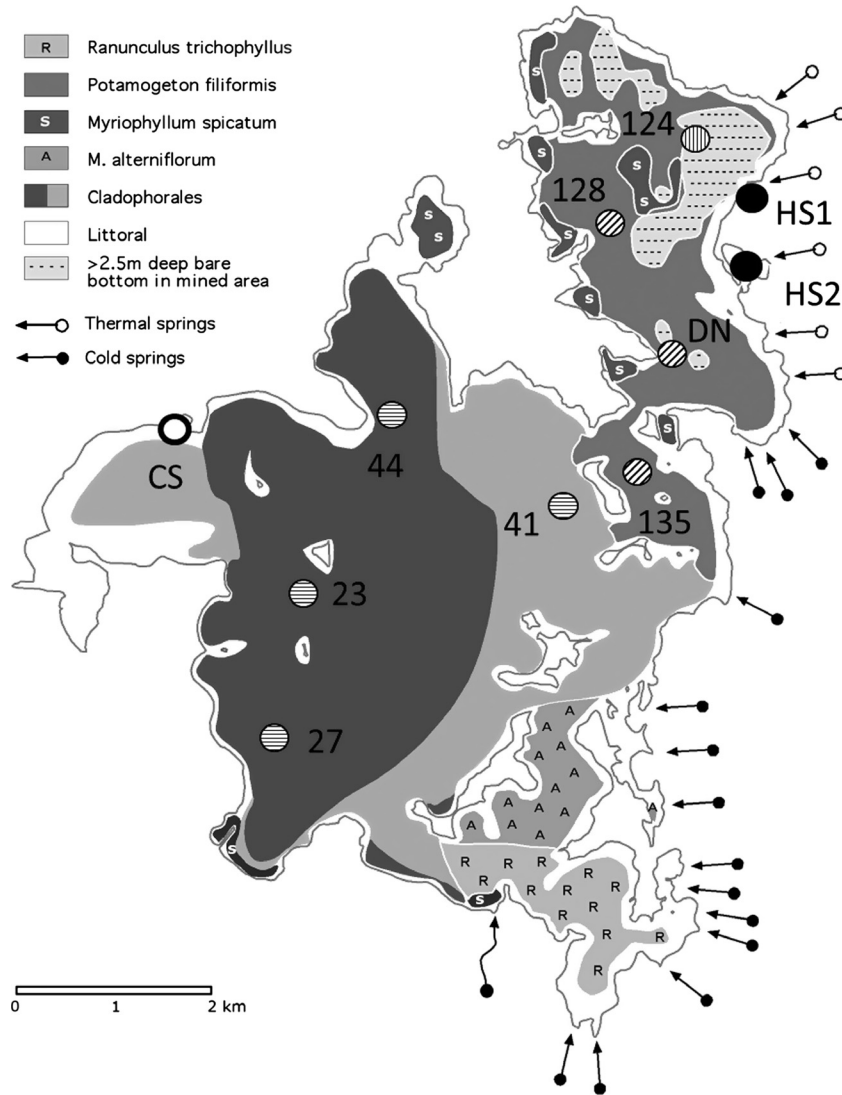 R Ranunculus trichophyllus
Potamogeton filiformis
S Myriophyllum spicatum
A M. alterniflorum
Cladophorales
Littoral
>2.5m deep bare
bottom in mined area
Thermal springs
Cold springs
S
124
S
128
S
HS1
S
S
S
S
HS2
S
DN
S
S
CS
44
41
135
23
27
A
A
A A
A
A
A A A
A
A A A
S
R R R
R
R R R
R R
R
R R
S
R
0 1 2 km